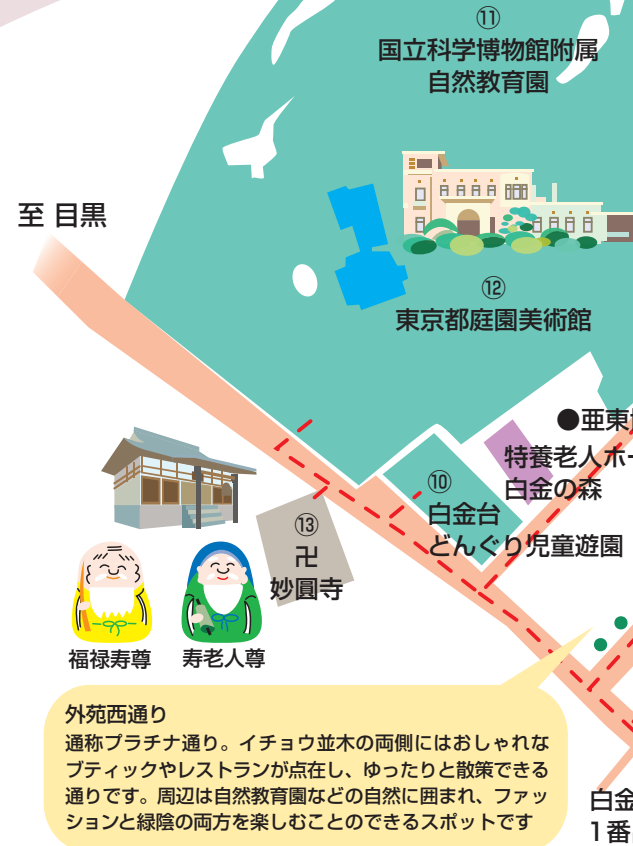 ⑪
国立科学博物館附属
自然教育園
至 目黒
⑫
東京都庭園美術館
●亜東
特養老人ホー
白金の森
⑩
白金台
どんぐり児童遊園
⑬
卍
妙圓寺
福禄寿尊
寿老人尊
外苑西通り
通称プラチナ通り。イチョウ並木の両側にはおしゃれな
ブティックやレストランが点在し、ゆったりと散策できる
通りです。周辺は自然教育園などの自然に囲まれ、ファッ
ションと緑陰の両方を楽しむことのできるスポットです
白金
1番